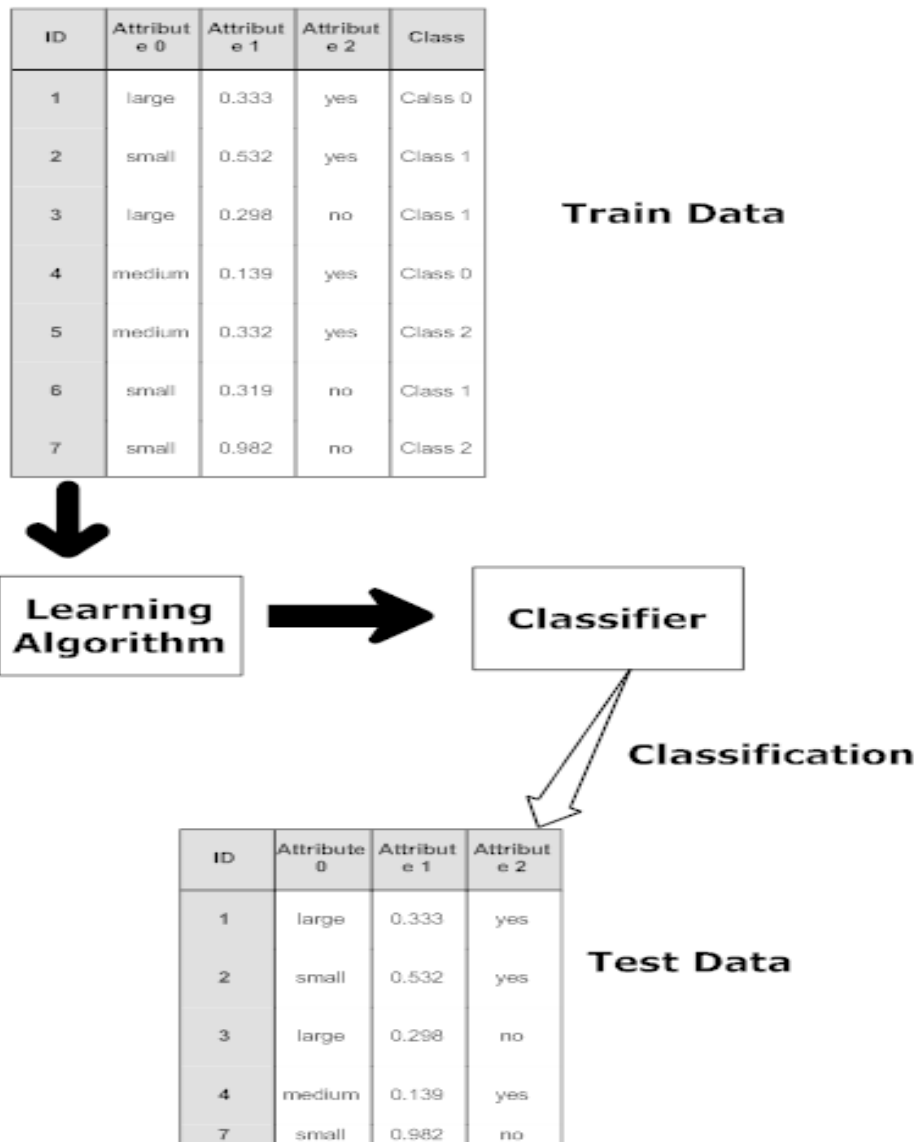 ID Attribut e 0 Attribut e 1 Attribut e 2 Class
1 large 0.333 yes Calss 0
2 small 0.532 yes Class 1
3 large 0.298 no Class 1
4 medium 0.139 yes Class 0
5 medium 0.332 yes Class 2
6 small 0.319 no Class 1
7 small 0.982 no Class 2
Train Data
Learning
Algorithm
Classifier
Classification
ID Attribute 0 Attribut e 1 Attribut e 2
1 large 0.333 yes
2 small 0.532 yes
3 large 0.298 no
4 medium 0.139 yes
7 small 0.982 no
Test Data